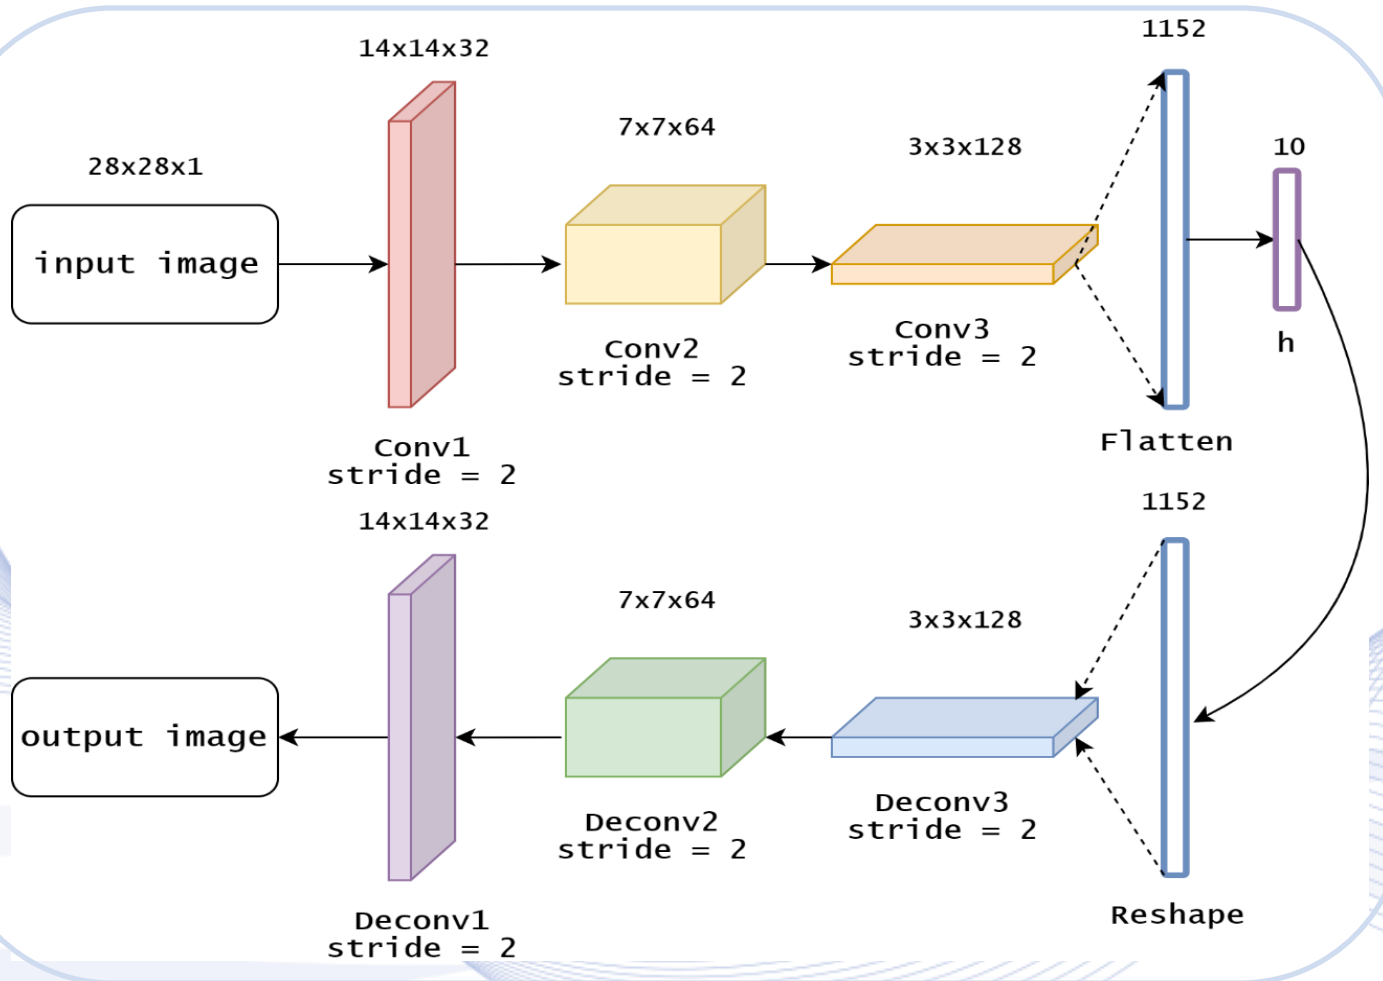 28x28x1
input image
14x14x32
Conv1
stride = 2
7x7x64
Conv2
stride = 2
3x3x128
Conv3
stride = 2
1152
Flatten
10
h
1152
Reshape
3x3x128
Deconv3
stride = 2
7x7x64
Deconv2
stride = 2
14x14x32
Deconv1
stride = 2
output image